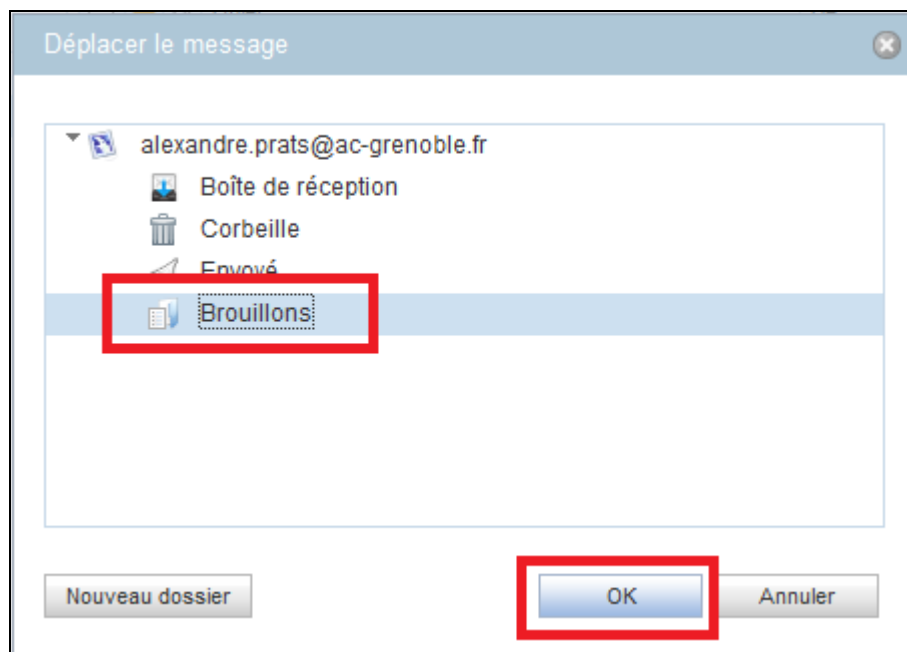 Déplacer le message
alexandre.prats@ac-grenoble.fr
Boîte de réception
Corbeille
Envoyé
Brouillons
Nouveau dossier
OK
Annuler